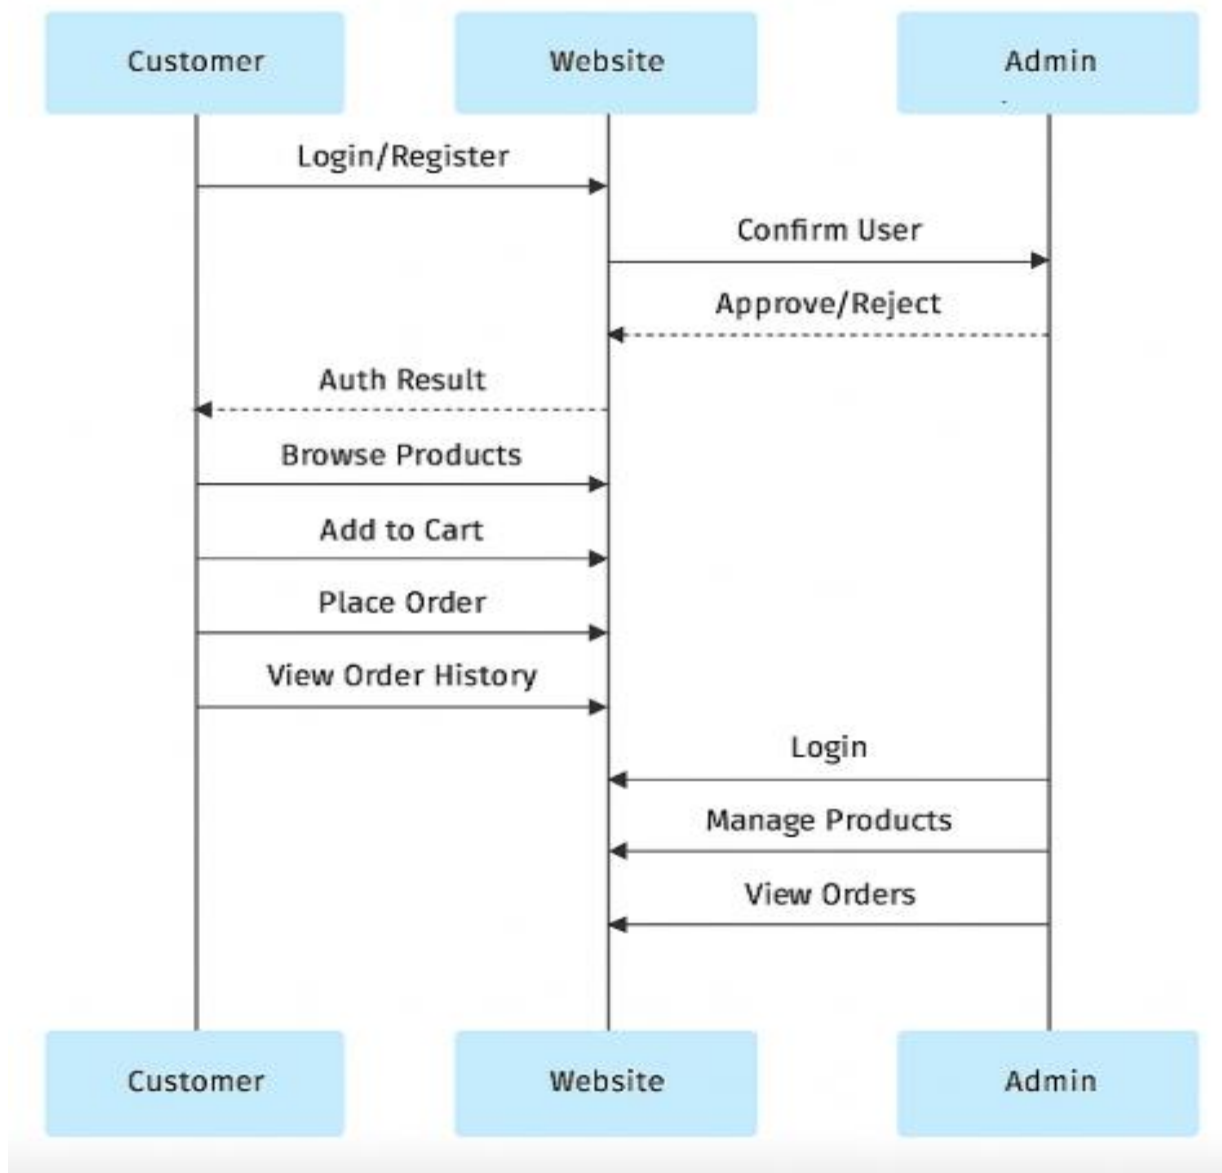 Customer
Website
Admin
Login/Register
Confirm User
Approve/Reject
Auth Result
Browse Products
Add to Cart
Place Order
View Order History
Login
Manage Products
View Orders
Customer
Website
Admin